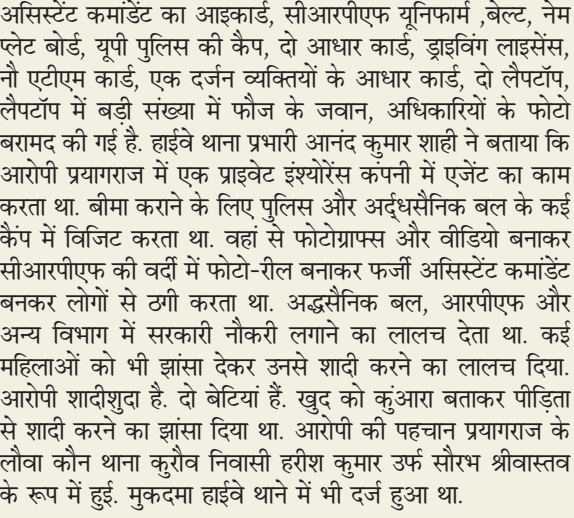 असिस्टेंट कमांडेंट का आइकार्ड, सीआरपीएफ यूनिफार्म ,बेल्ट, नेम
प्लेट बोर्ड, यूपी पुलिस की कैप, दो आधार कार्ड, ड्राइविंग लाइसेंस,
नौ एटीएम कार्ड, एक दर्जन व्यक्तियों के आधार कार्ड, दो लैपटॉप,
लैपटॉप में बड़ी संख्या में फौज के जवान, अधिकारियों के फोटो
बरामद की गई है. हाईवे थाना प्रभारी आनंद कुमार शाही ने बताया कि
आरोपी प्रयागराज में एक प्राइवेट इंश्योरेंस कंपनी में एजेंट का काम
करता था. बीमा कराने के लिए पुलिस और अर्द्धसैनिक बल के कई
कैंप में विजिट करता था. वहां से फोटोग्राफ्स और वीडियो बनाकर
सीआरपीएफ की वर्दी में फोटो-रील बनाकर फर्जी असिस्टेंट कमांडेंट
बनकर लोगों से ठगी करता था. अद्धसैनिक बल, आरपीएफ और
अन्य विभाग में सरकारी नौकरी लगाने का लालच देता था. कई
महिलाओं को भी झांसा देकर उनसे शादी करने का लालच दिया.
आरोपी शादीशुदा है. दो बेटियां हैं. खुद को कुंआरा बताकर पीड़िता
से शादी करने का झांसा दिया था. आरोपी की पहचान प्रयागराज के
लौवा कौन थाना कुरौव निवासी हरीश कुमार उर्फ सौरभ श्रीवास्तव
के रूप में हुई. मुकदमा हाईवे थाने में भी दर्ज हुआ था.